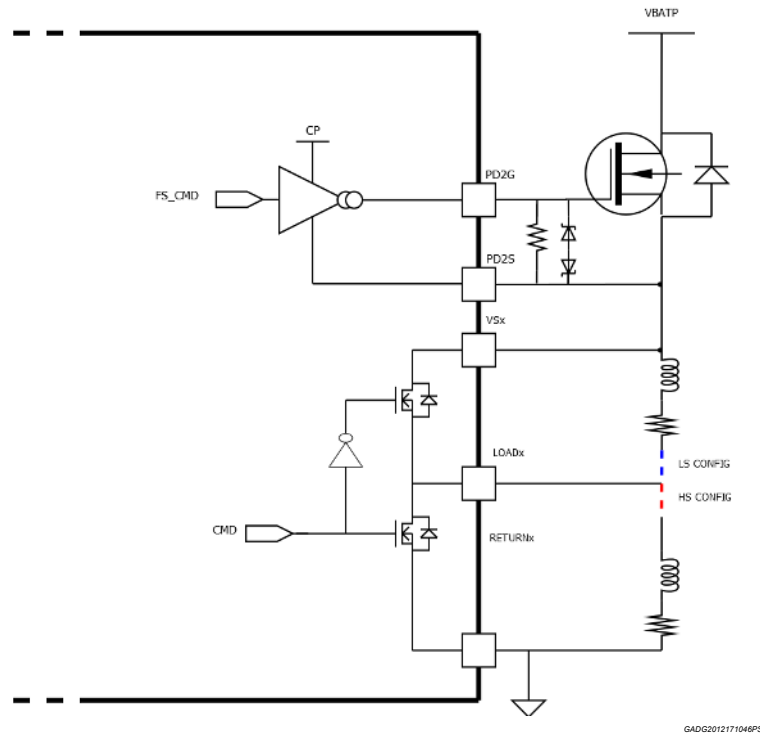 VBATP
CP
PD2G
FS_CMD
PD2S
VSx
LOADx
LS CONFIG
HS CONFIG
CMD
RETURNx
GADG2012171046PS